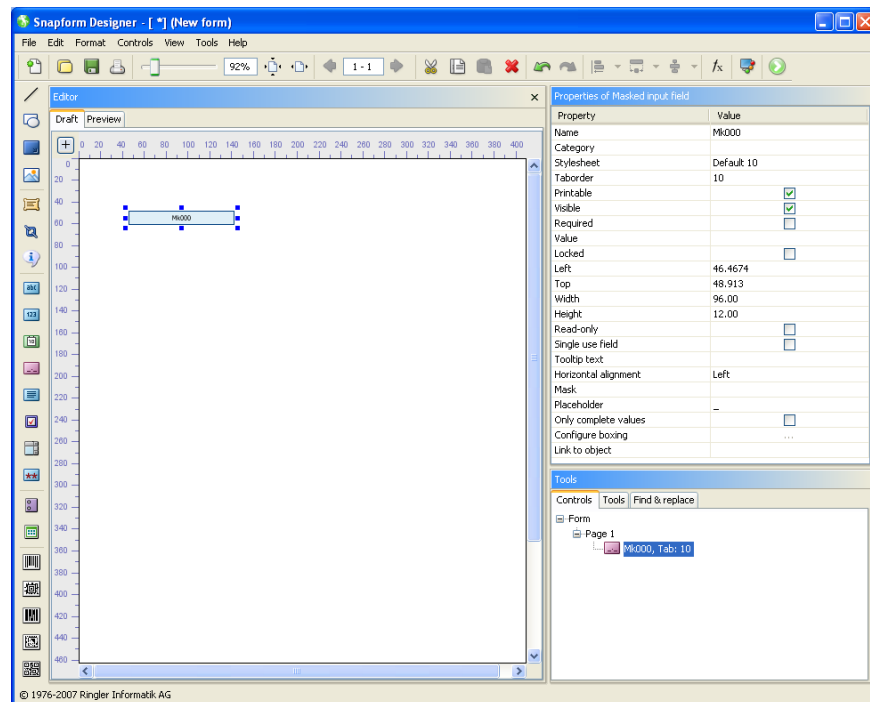 Snapform Designer - [ *] (New form)
File Edit Format Controls View Tools Help
92% 1 - 1 fx
Editor x
Draft Preview
0 20 40 60 80 100 120 140 160 180 200 220 240 260 280 300 320 340 360 380 400
0
20
40
60
80
100
120
140
160
180
200
220
240
260
280
300
320
340
360
380
400
420
440
460
Mk000
abc
123
Properties of Masked input field
Property Value
Name Mk000
Category
Stylesheet Default 10
Taborder 10
Printable
Visible
Required
Value
Locked
Left 46.4674
Top 48.913
Width 96.00
Height 12.00
Read-only
Single use field
Tooltip text
Horizontal alignment Left
Mask
Placeholder _
Only complete values
Configure boxing ...
Link to object
Tools
Controls Tools Find & replace
Form
Page 1
Mk000, Tab: 10
© 1976-2007 Ringler Informatik AG